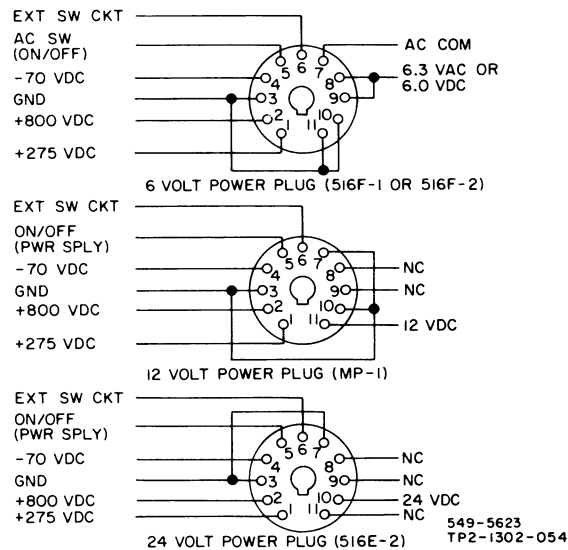 EXT SW CKT
AC SW
(ON/OFF)
-70 VDC
GND
+800 VDC
+275 VDC
1
2
3
4
5
6
7
8
9
10
11
AC COM
6.3 VAC OR
6.0 VDC
6 VOLT POWER PLUG (516F-1 OR 516F-2)
EXT SW CKT
ON/OFF
(PWR SPLY)
-70 VDC
GND
+800 VDC
+275 VDC
1
2
3
4
5
6
7
8
9
10
11
NC
NC
12 VDC
12 VOLT POWER PLUG (MP-1)
EXT SW CKT
ON/OFF
(PWR SPLY)
-70 VDC
GND
+800 VDC
+275 VDC
1
2
3
4
5
6
7
8
9
10
11
NC
NC
24 VDC
NC
24 VOLT POWER PLUG (516E-2)
549-5623
TP2-1302-054